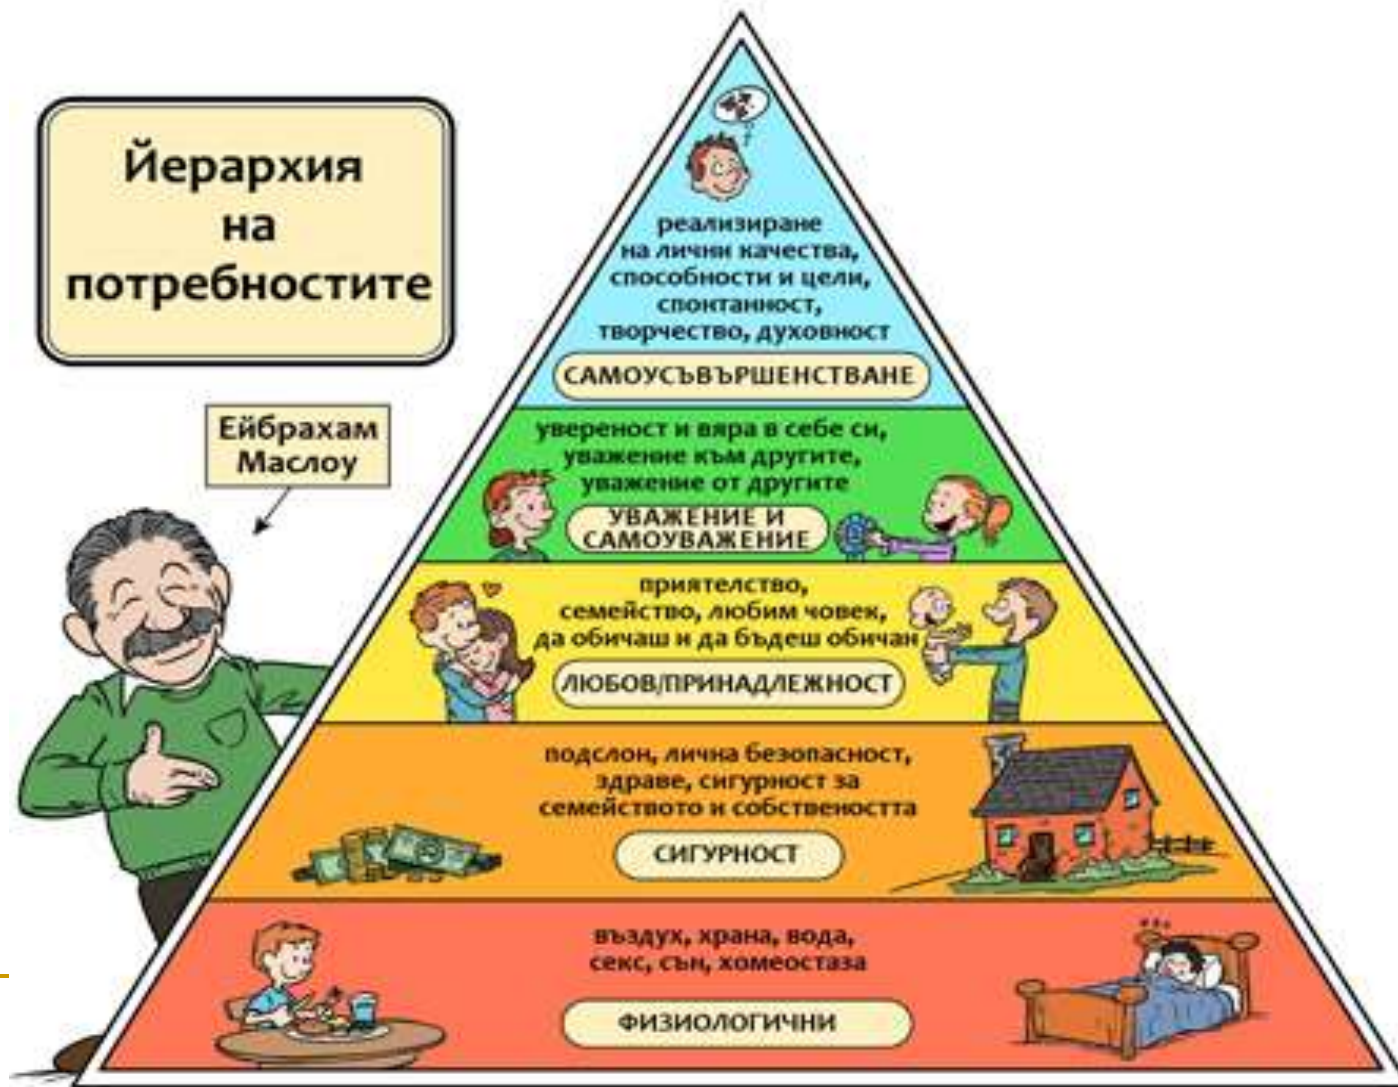 Йерархия
на
потребностите
Ейбрахам
Маслоу
реализиране
на лични качества,
способности и цели,
спонтанност,
творчество, духовност
САМОУСЪВЪРШЕНСТВАНЕ
увереност и вяра в себе си,
уважение към другите,
уважение от другите
УВАЖЕНИЕ И
САМОУВАЖЕНИЕ
приятелство,
семейство, любим човек,
да обичаш и да бъдеш обичан
ЛЮБОВ/ПРИНАДЛЕЖНОСТ
подслон, лична безопасност,
здраве, сигурност за
семейството и собствеността
СИГУРНОСТ
въздух, храна, вода,
секс, сън, хомеостаза
ФИЗИОЛОГИЧНИ